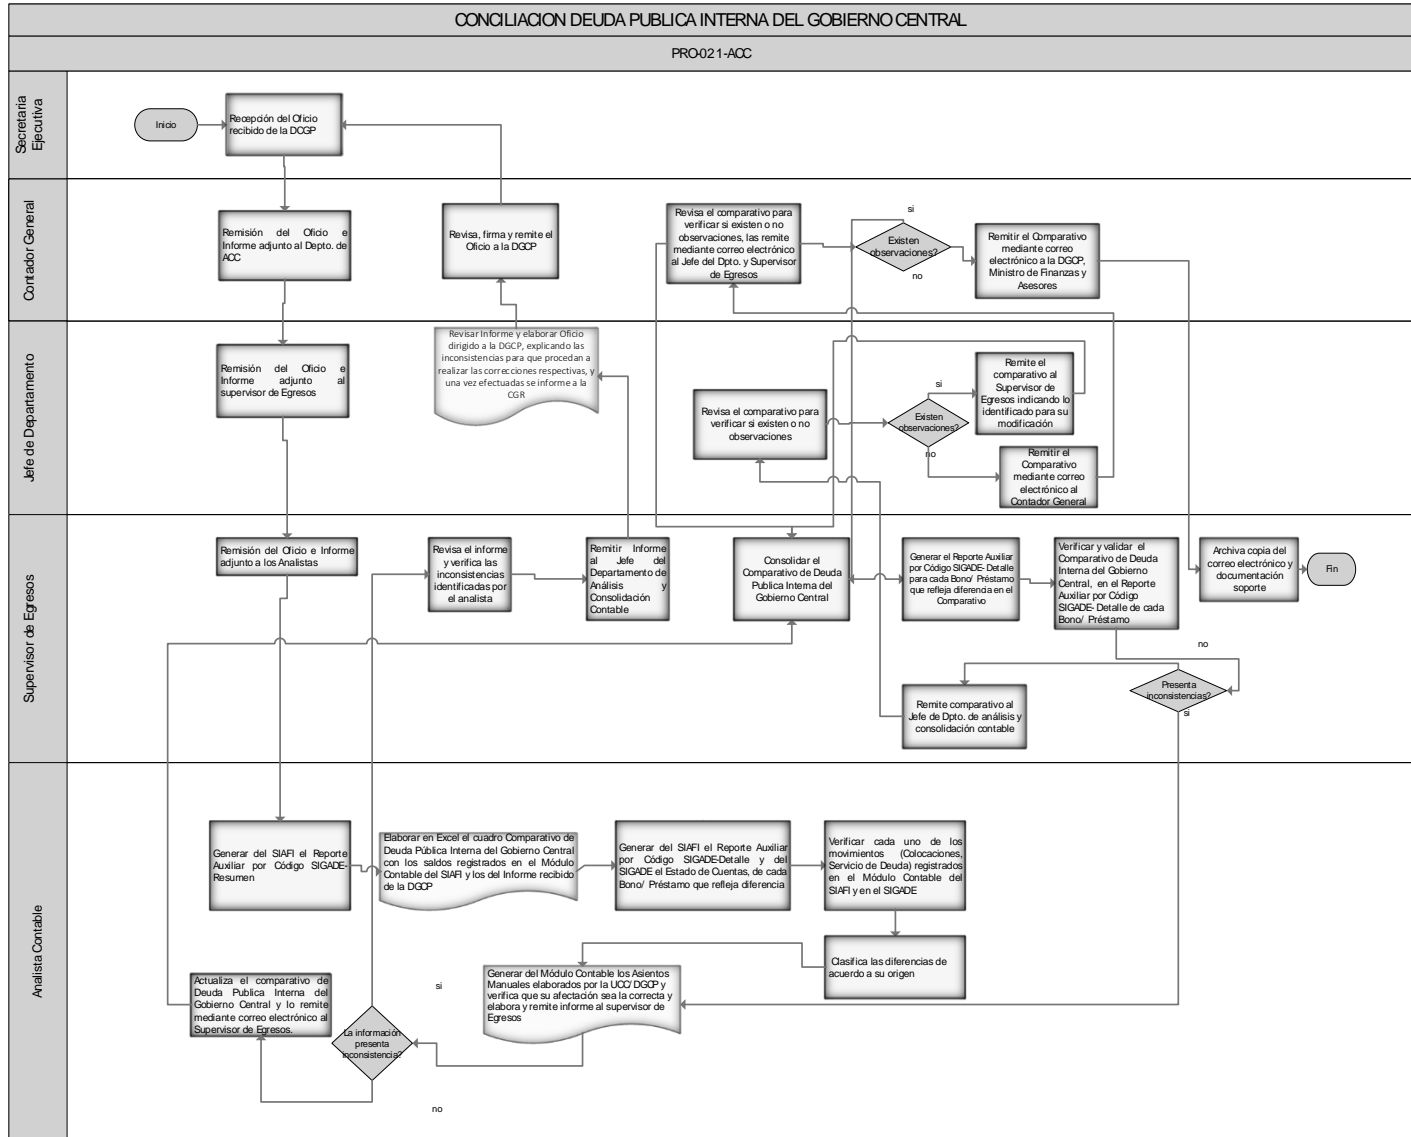 CONCILIACION DEUDA PUBLICA INTERNA DEL GOBIERNO CENTRAL
PRO-021-ACC
Secretaria
Ejecutiva
Inicio
Recepción del Oficio
recibido de la DCGP
Contador General
Remisión del Oficio e
Informe adjunto al Depto. de
ACC
Revisa, firma y remite el
Oficio a la DGCP
Revisa el comparativo para
verificar si existen o no
observaciones, las remite
mediante correo electrónico
al Jefe del Dpto. y Supervisor
de Egresos
si
Existen
observaciones?
no
Remitir el Comparativo
mediante correo
electrónico a la DGCP,
Ministro de Finanzas y
Asesores
Jefe de Departamento
Remisión del Oficio e
Informe adjunto al
supervisor de Egresos
Revisar Informe y elaborar Oficio
dirigido a la DGCP, explicando las
inconsistencias para que procedan a
realizar las correcciones respectivas, y
una vez efectuadas se informe a la
CGR
Revisa el comparativo para
verificar si existen o no
observaciones
si
Existen
observaciones?
no
Remite el
comparativo al
Supervisor de
Egresos indicando lo
identificado para su
modificación
Remitir el
Comparativo
mediante correo
electrónico al
Contador General
Supervisor de Egresos
Remisión del Oficio e Informe
adjunto a los Analistas
Revisa el informe
y verifica las
inconsistencias
identificadas por
el analista
Remitir Informe
al Jefe del
Departamento de
Análisis y
Consolidación
Contable
Consolidar el
Comparativo de Deuda
Publica Interna del
Gobierno Central
Generar el Reporte Auxiliar
por Código SIGADE- Detalle
para cada Bono/ Préstamo
que refleja diferencia en el
Comparativo
Verificar y validar el
Comparativo de Deuda
Interna del Gobierno
Central, en el Reporte
Auxiliar por Código
SIGADE- Detalle de cada
Bono/ Préstamo
Archiva copia del
correo electrónico y
documentación
soporte
Fin
no
Presenta
inconsistencias?
si
Remite comparativo al
Jefe de Dpto. de análisis y
consolidación contable
Analista Contable
Generar del SIAFI el Reporte
Auxiliar por Código SIGADE-
Resumen
Elaborar en Excel el cuadro Comparativo de
Deuda Pública Interna del Gobierno Central
con los saldos registrados en el Módulo
Contable del SIAFI y los del Informe recibido
de la DGCP
Generar del SIAFI el Reporte Auxiliar
por Código SIGADE-Detalle y del
SIGADE el Estado de Cuentas, de cada
Bono/ Préstamo que refleja diferencia
Verificar cada uno de los
movimientos (Colocaciones,
Servicio de Deuda) registrados
en el Módulo Contable del
SIAFI y en el SIGADE
Clasifica las diferencias de
acuerdo a su origen
Generar del Módulo Contable los Asientos
Manuales elaborados por la UCC/ DGCP y
verifica que su afectación sea la correcta y
elabora y remite informe al supervisor de
Egresos
si
La información
presenta
inconsistencia?
no
Actualiza el comparativo de
Deuda Publica Interna del
Gobierno Central y lo remite
mediante correo electrónico al
Supervisor de Egresos.